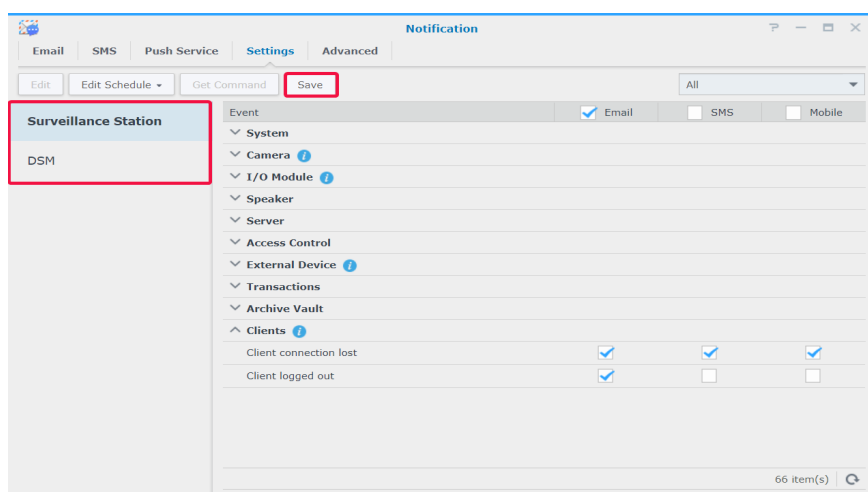 Notification
Email SMS Push Service Settings Advanced
Edit Edit Schedule Get Command Save All
Surveillance Station
DSM
Event Email SMS Mobile
System
Camera i
I/O Module i
Speaker
Server
Access Control
External Device i
Transactions
Archive Vault
Clients i
Client connection lost
Client logged out
66 item(s)